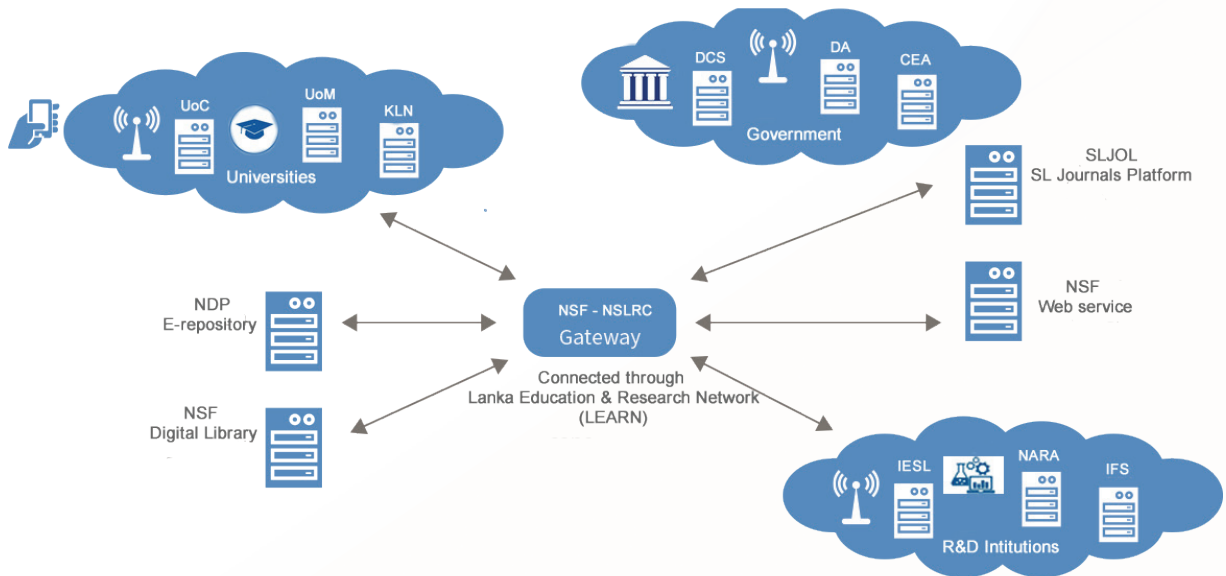 UoC
UoM
KLN
Universities
DCS
DA
CEA
Government
SLJOL
SL Journals Platform
NDP
E-repository
NSF - NSLRC
Gateway
NSF
Web service
Connected through
Lanka Education & Research Network
(LEARN)
NSF
Digital Library
IESL
NARA
IFS
R&D Intitutions